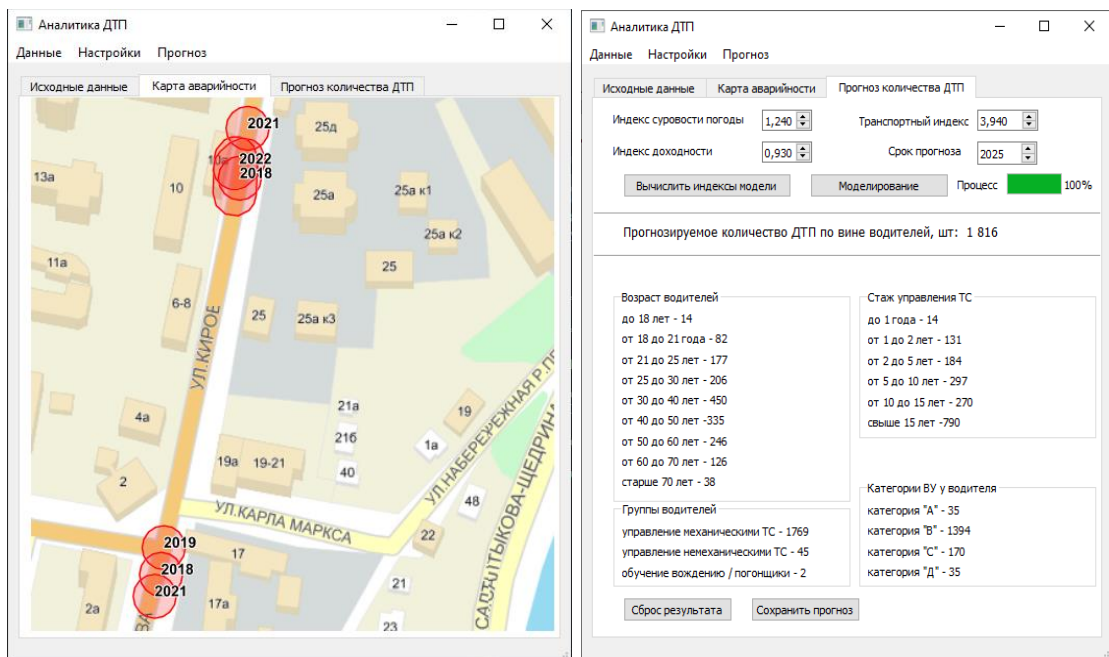 Аналитика ДТП
Данные Настройки Прогноз
Исходные данные Карта аварийности Прогноз количества ДТП
2021
25д
10а
2022
2018
13а
10
25а
25а к1
25а к2
11а
25
6-8
25
25а к3
УЛ.КИРОЕ
21а
19
4а
21б
1а
УЛ.НАБЕРЕЖНАЯ Р.ПР
19а 19-21
40
2
48
УЛ.КАРЛА МАРКСА
САЛТЫКОВА-ЩЕДРИНА
22
2019
17
2018
21
2021
2а
17а
ВА
23
Аналитика ДТП
Данные Настройки Прогноз
Исходные данные Карта аварийности Прогноз количества ДТП
Индекс суровости погоды 1,240 Транспортный индекс 3,940
Индекс доходности 0,930 Срок прогноза 2025
Вычислить индексы модели Моделирование Процесс 100%
Прогнозируемое количество ДТП по вине водителей, шт: 1 816
Возраст водителей
до 18 лет - 14
от 18 до 21 года - 82
от 21 до 25 лет - 177
от 25 до 30 лет - 206
от 30 до 40 лет - 450
от 40 до 50 лет -335
от 50 до 60 лет - 246
от 60 до 70 лет - 126
старше 70 лет - 38
Стаж управления ТС
до 1 года - 14
от 1 до 2 лет - 131
от 2 до 5 лет - 184
от 5 до 10 лет - 297
от 10 до 15 лет - 270
свыше 15 лет -790
Группы водителей
управление механическими ТС - 1769
управление немеханическими ТС - 45
обучение вождению / погонщики - 2
Категории ВУ у водителя
категория "А" - 35
категория "В" - 1394
категория "С" - 170
категория "Д" - 35
Сброс результата Сохранить прогноз